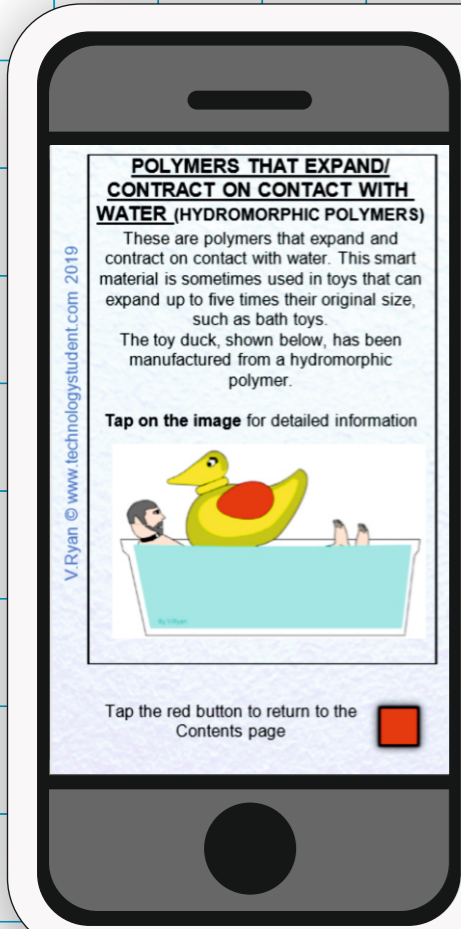 POLYMERS THAT EXPAND/
CONTRACT ON CONTACT WITH
WATER (HYDROMORPHIC POLYMERS)
These are polymers that expand and
contract on contact with water. This smart
material is sometimes used in toys that can
expand up to five times their original size,
such as bath toys.
The toy duck, shown below, has been
manufactured from a hydromorphic
polymer.
Tap on the image for detailed information
By V.Ryan
Tap the red button to return to the
Contents page
V.Ryan © www.technologystudent.com 2019